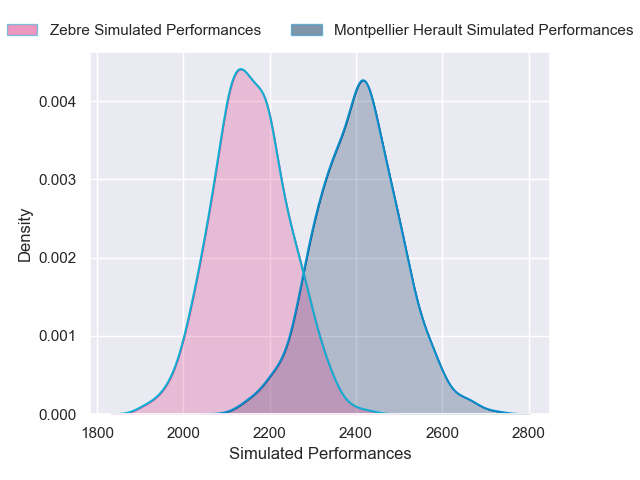 Zebre Simulated Performances
Montpellier Herault Simulated Performances
0.004
0.003
0.002
0.001
0.000
Density
1800
2000
2200
2400
2600
2800
Simulated Performances